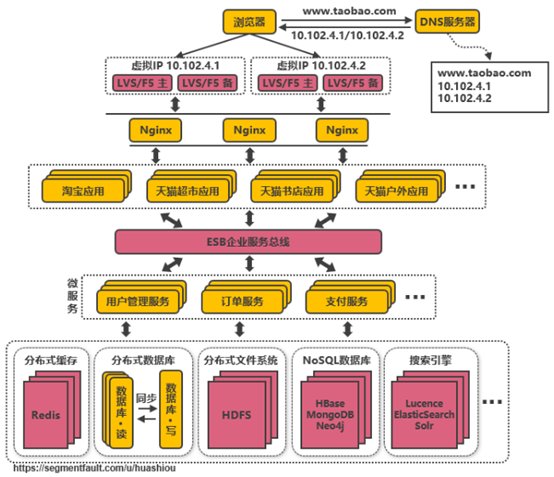 浏览器
www.taobao.com
10.102.4.1/10.102.4.2
DNS服务器
www.taobao.com
10.102.4.1
10.102.4.2
虚拟IP 10.102.4.1
LVS/F5 主
LVS/F5 备
虚拟IP 10.102.4.2
LVS/F5 主
LVS/F5 备
Nginx
Nginx
Nginx
淘宝应用
天猫超市应用
天猫书店应用
天猫户外应用
•••
ESB企业服务总线
微服务
用户管理服务
订单服务
支付服务
•••
分布式缓存
Redis
分布式数据库
数据库·读
同步
数据库·写
分布式文件系统
HDFS
NoSQL数据库
HBase
MongoDB
Neo4j
搜索引擎
Lucence
ElasticSearch
Solr
•••
https://segmentfault.com/u/huashiou